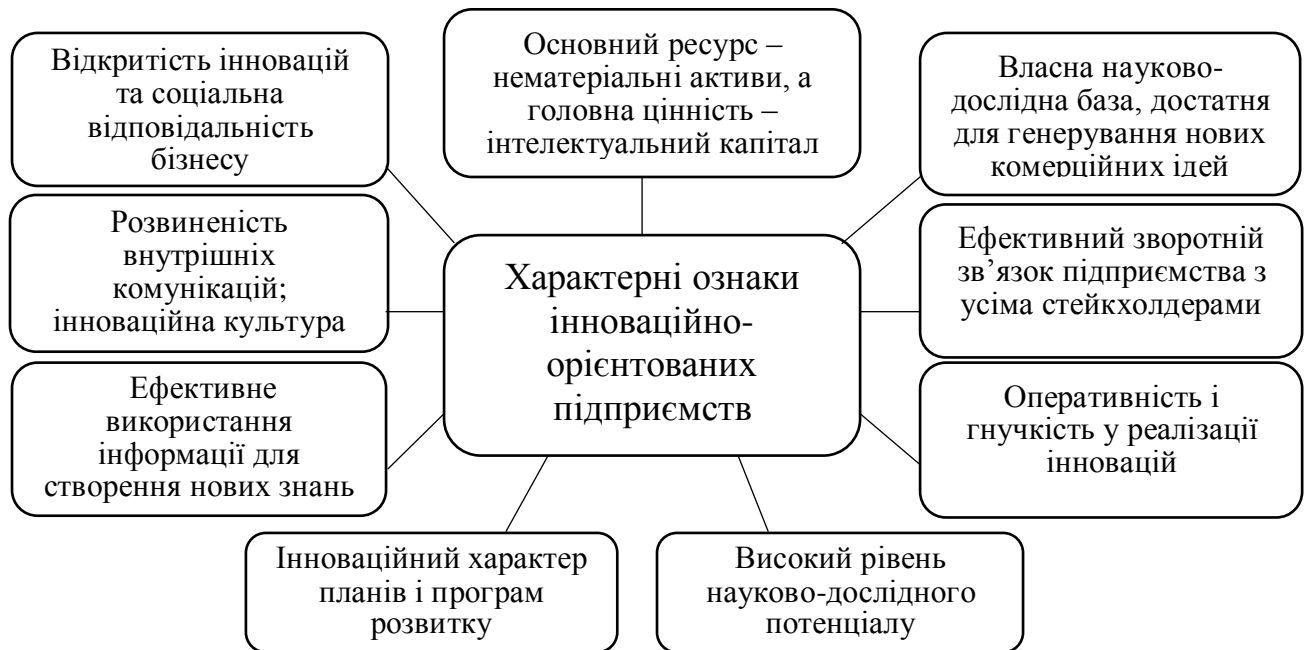 Відкритість інновацій
та соціальна
відповідальність
бізнесу
Основний ресурс –
нематеріальні активи, а
головна цінність –
інтелектуальний капітал
Власна науково-
дослідна база, достатня
для генерування нових
комерційних ідей
Розвиненість
внутрішніх
комунікацій;
інноваційна культура
Характерні ознаки
інноваційно-
орієнтованих
підприємств
Ефективний зворотній
зв’язок підприємства з
усіма стейкхолдерами
Ефективне
використання
інформації для
створення нових знань
Оперативність і
гнучкість у реалізації
інновацій
Інноваційний характер
планів і програм
розвитку
Високий рівень
науково-дослідного
потенціалу